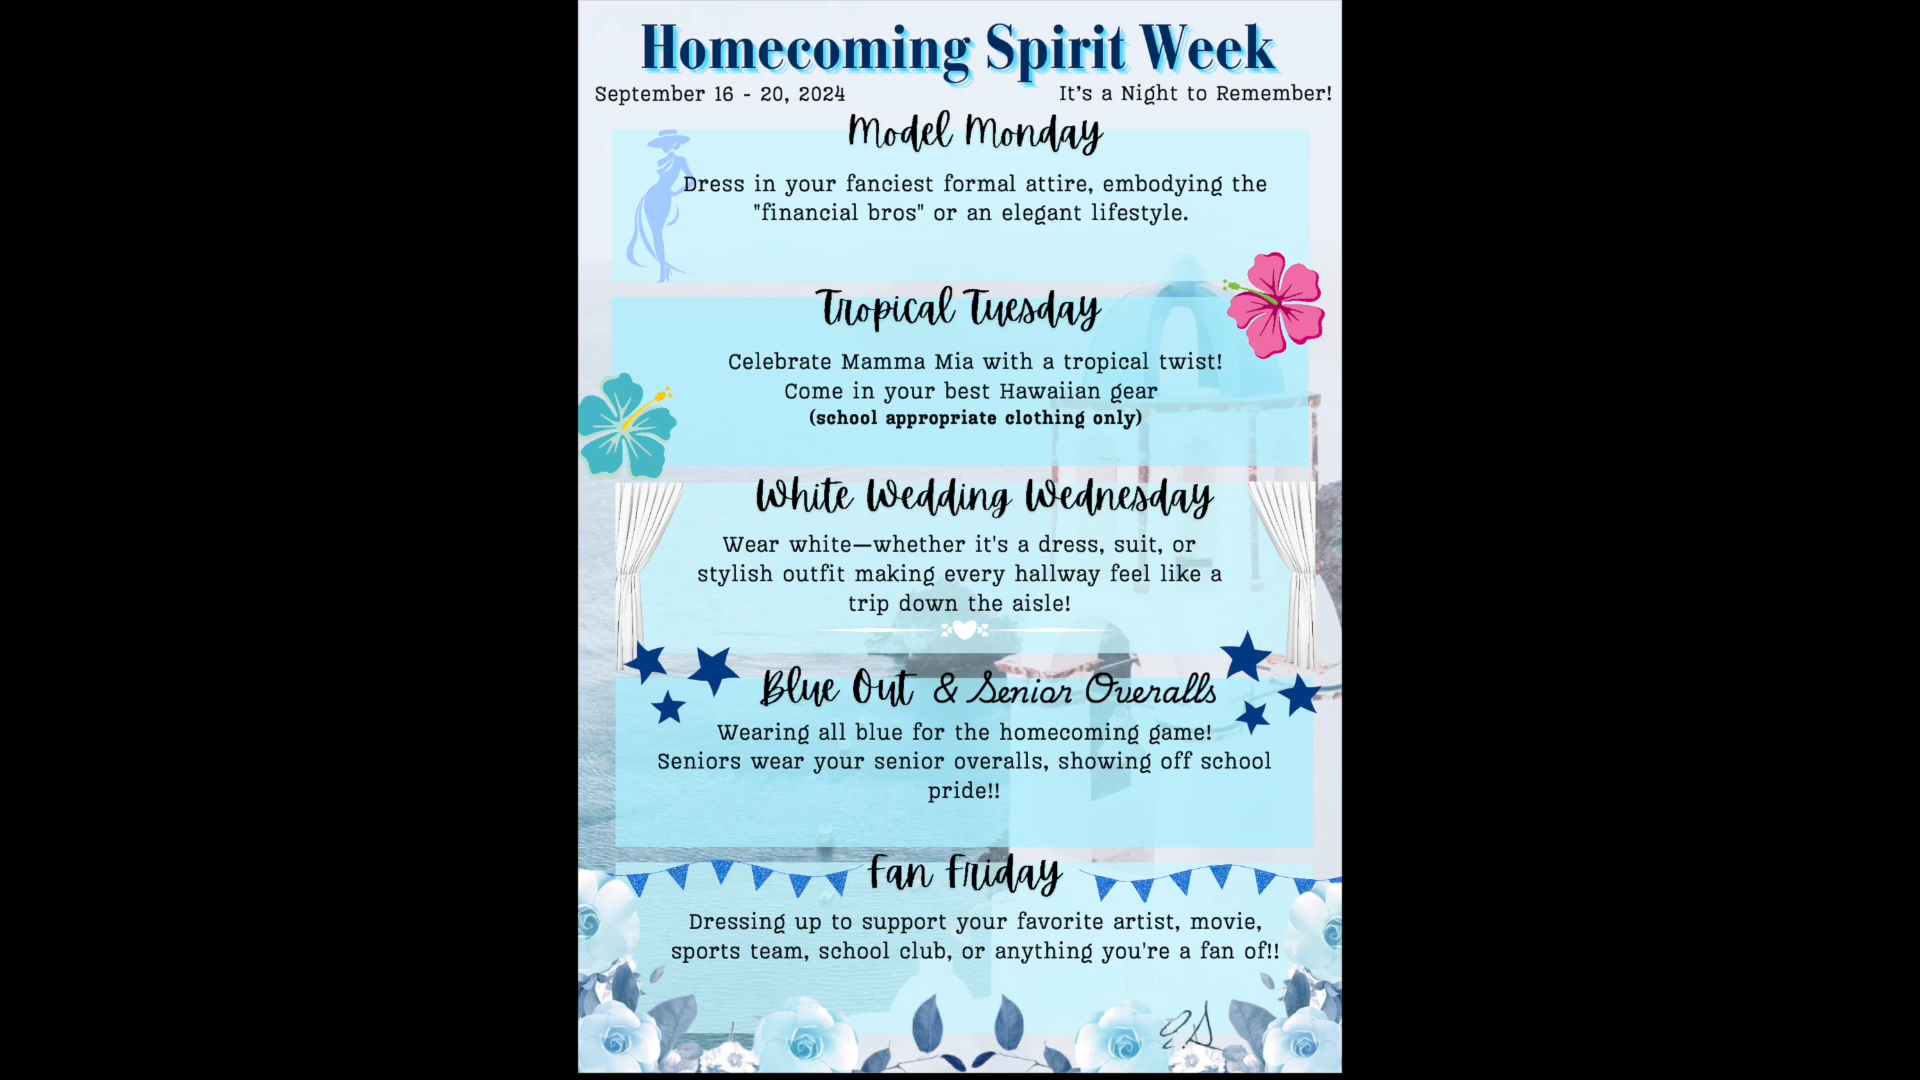 Homecoming Spirit Week
September 16 - 20, 2024
It's a Night to Remember!
Model Monday
Dress in your fanciest formal attire, embodying the
"financial bros" or an elegant lifestyle.
Tropical Tuesday
Celebrate Mamma Mia with a tropical twist!
Come in your best Hawaiian gear
(school appropriate clothing only)
White Wedding Wednesday
Wear white—whether it's a dress, suit, or
stylish outfit making every hallway feel like a
trip down the aisle!
Blue Out & Senior Overalls
Wearing all blue for the homecoming game!
Seniors wear your senior overalls, showing off school
pride!!
Fan Friday
Dressing up to support your favorite artist, movie,
sports team, school club, or anything you're a fan of!!